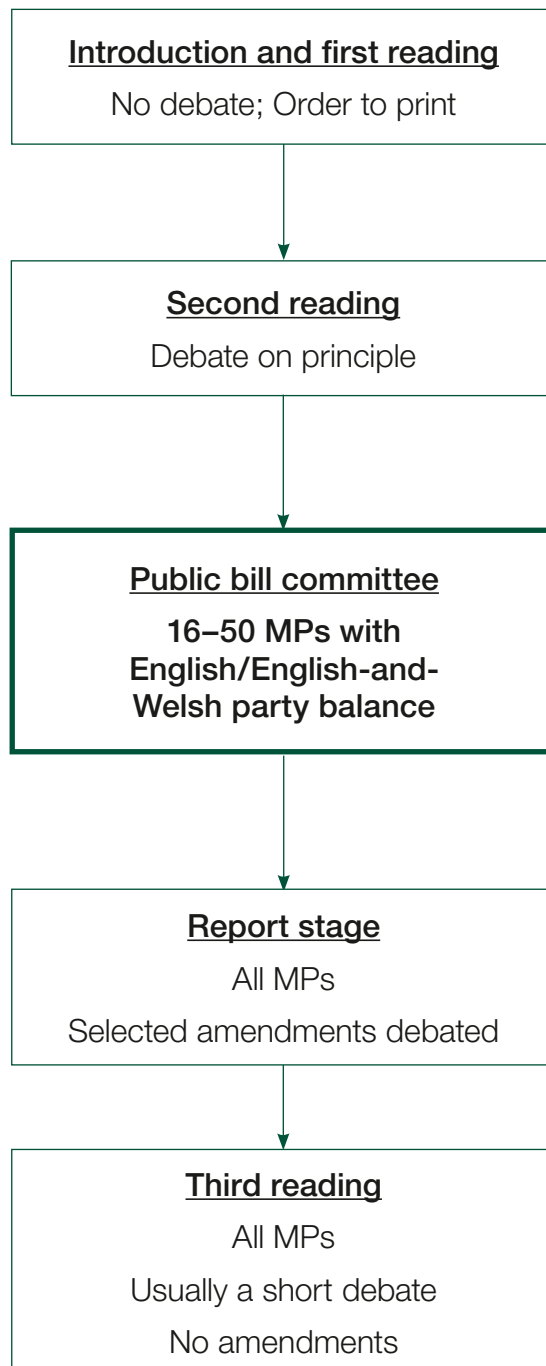 Introduction and first reading
No debate; Order to print
Second reading
Debate on principle
Public bill committee
16–50 MPs with
English/English-and-
Welsh party balance
Report stage
All MPs
Selected amendments debated
Third reading
All MPs
Usually a short debate
No amendments